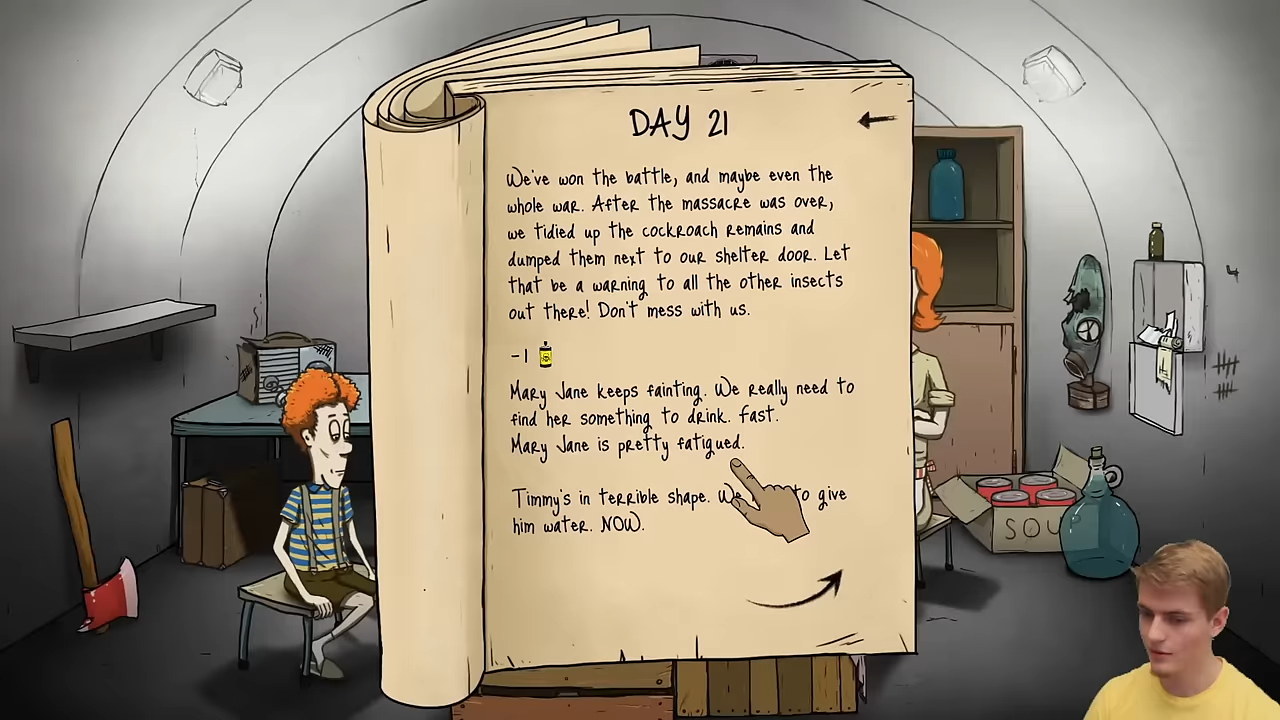 DAY 21
We've won the battle, and maybe even the
whole war. After the massacre was over,
we tidied up the cockroach remains and
dumped them next to our shelter door. Let
that be a warning to all the other insects
out there! Don't mess with us.
-1
Mary Jane keeps fainting. We really need to
find her something to drink. Fast.
Mary Jane is pretty fatigued.
Timmy's in terrible shape. We to give
him water. NOW.
SOU